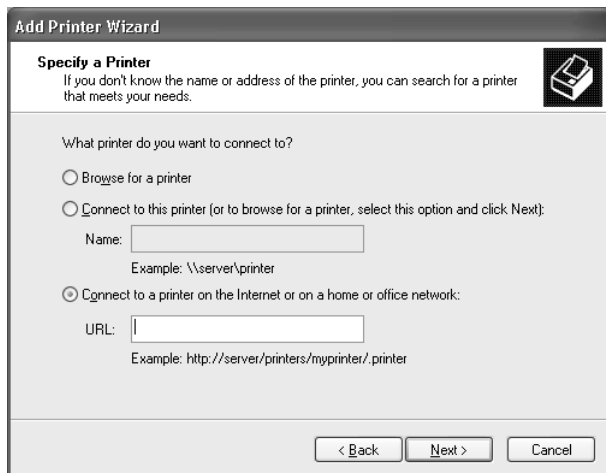 Add Printer Wizard
Specify a Printer
If you don't know the name or address of the printer, you can search for a printer
that meets your needs.
What printer do you want to connect to?
Browse for a printer
Connect to this printer (or to browse for a printer, select this option and click Next):
Name:
Example: \\server\printer
Connect to a printer on the Internet or on a home or office network:
URL:
Example: http://server/printers/myprinter/.printer
< Back Next > Cancel